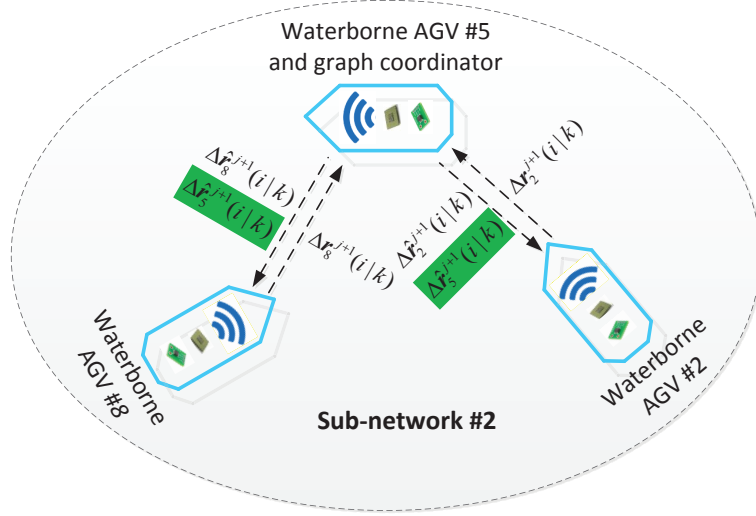 Waterborne AGV #5
and graph coordinator
Δr̂₈ʲ⁺¹(i|k)
Δr̂₅ʲ⁺¹(i|k)
Δr₈ʲ⁺¹(i|k)
Δr₂ʲ⁺¹(i|k)
Δr̂₂ʲ⁺¹(i|k)
Δr̂₅ʲ⁺¹(i|k)
Waterborne
AGV #8
Waterborne
AGV #2
Sub-network #2